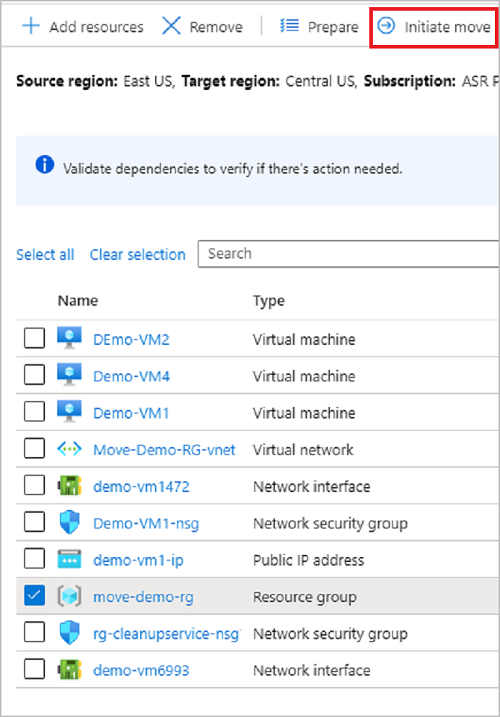 Add resources Remove Prepare Initiate move
Source region: East US, Target region: Central US, Subscription: ASR P
Validate dependencies to verify if there's action needed.
Select all Clear selection Search
Name Type
DEmo-VM2 Virtual machine
Demo-VM4 Virtual machine
Demo-VM1 Virtual machine
Move-Demo-RG-vnet Virtual network
demo-vm1472 Network interface
Demo-VM1-nsg Network security group
demo-vm1-ip Public IP address
move-demo-rg Resource group
rg-cleanupservice-nsg Network security group
demo-vm6993 Network interface